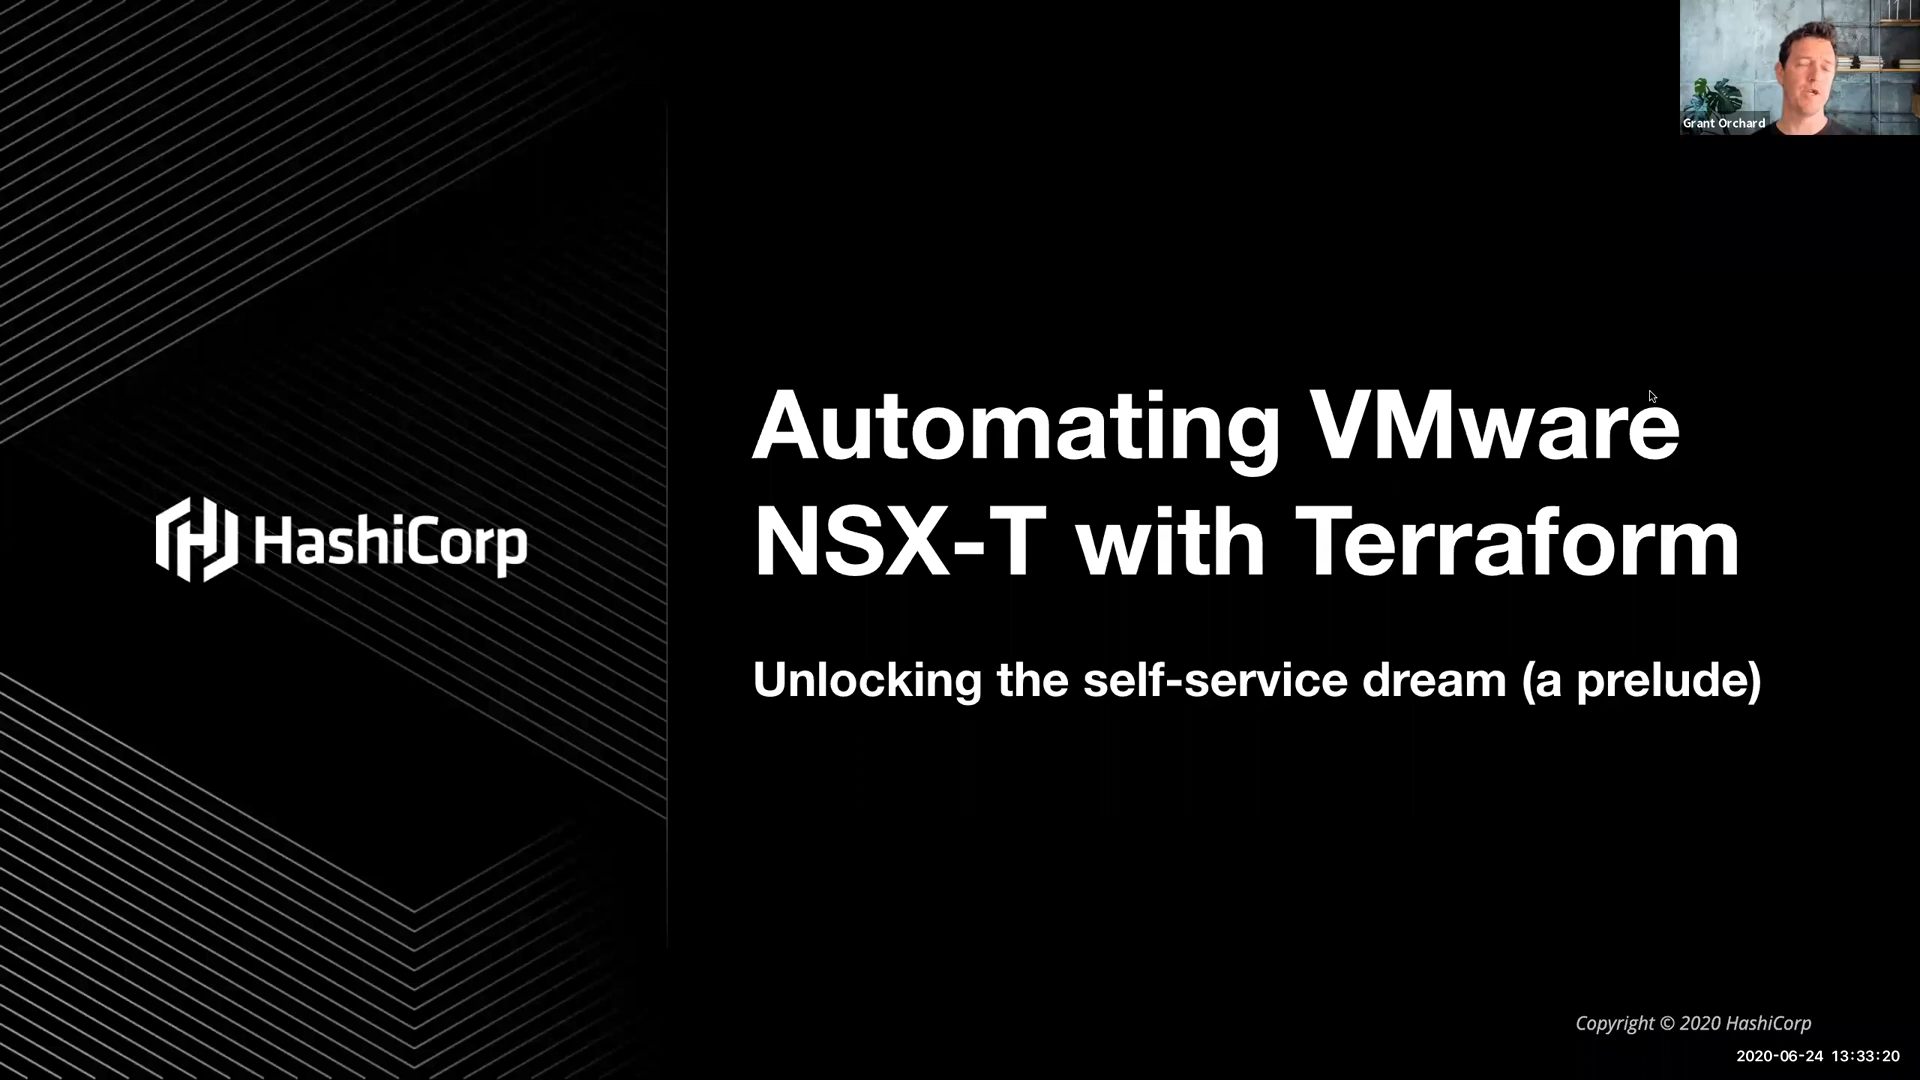 Grant Orchard
Automating VMware
NSX-T with Terraform
HashiCorp
Unlocking the self-service dream (a prelude)
Copyright © 2020 HashiCorp
2020-06-24 13:33:20